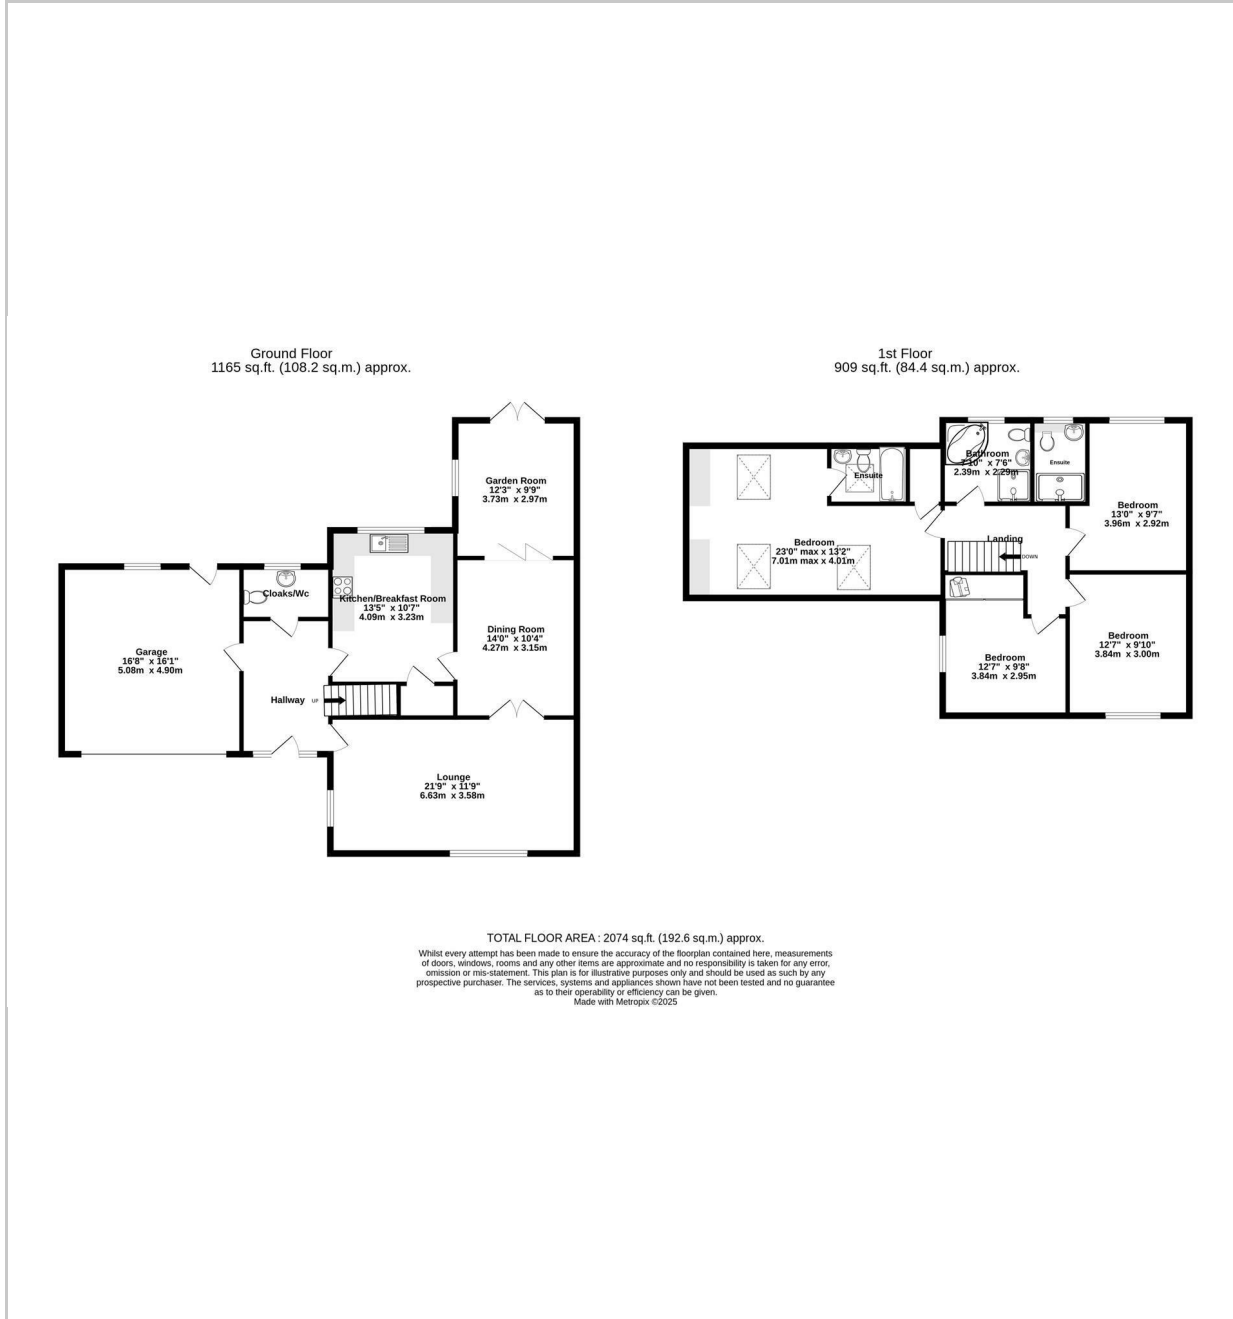 Ground Floor
1165 sq.ft. (108.2 sq.m.) approx.
Garden Room
12'3" x 9'9"
3.73m x 2.97m
Cloaks/Wc
Kitchen/Breakfast Room
13'5" x 10'7"
4.09m x 3.23m
Dining Room
14'0" x 10'4"
4.27m x 3.15m
Garage
16'8" x 16'1"
5.08m x 4.90m
Hallway
UP
Lounge
21'9" x 11'9"
6.63m x 3.58m
1st Floor
909 sq.ft. (84.4 sq.m.) approx.
Bathroom
7'10" x 7'6"
2.39m x 2.29m
Ensuite
Ensuite
Bedroom
13'0" x 9'7"
3.96m x 2.92m
Landing
DOWN
Bedroom
23'0" max x 13'2"
7.01m max x 4.01m
Bedroom
12'7" x 9'10"
3.84m x 3.00m
Bedroom
12'7" x 9'8"
3.84m x 2.95m
TOTAL FLOOR AREA : 2074 sq.ft. (192.6 sq.m.) approx.
Whilst every attempt has been made to ensure the accuracy of the floorplan contained here, measurements
of doors, windows, rooms and any other items are approximate and no responsibility is taken for any error,
omission or mis-statement. This plan is for illustrative purposes only and should be used as such by any
prospective purchaser. The services, systems and appliances shown have not been tested and no guarantee
as to their operability or efficiency can be given.
Made with Metropix ©2025